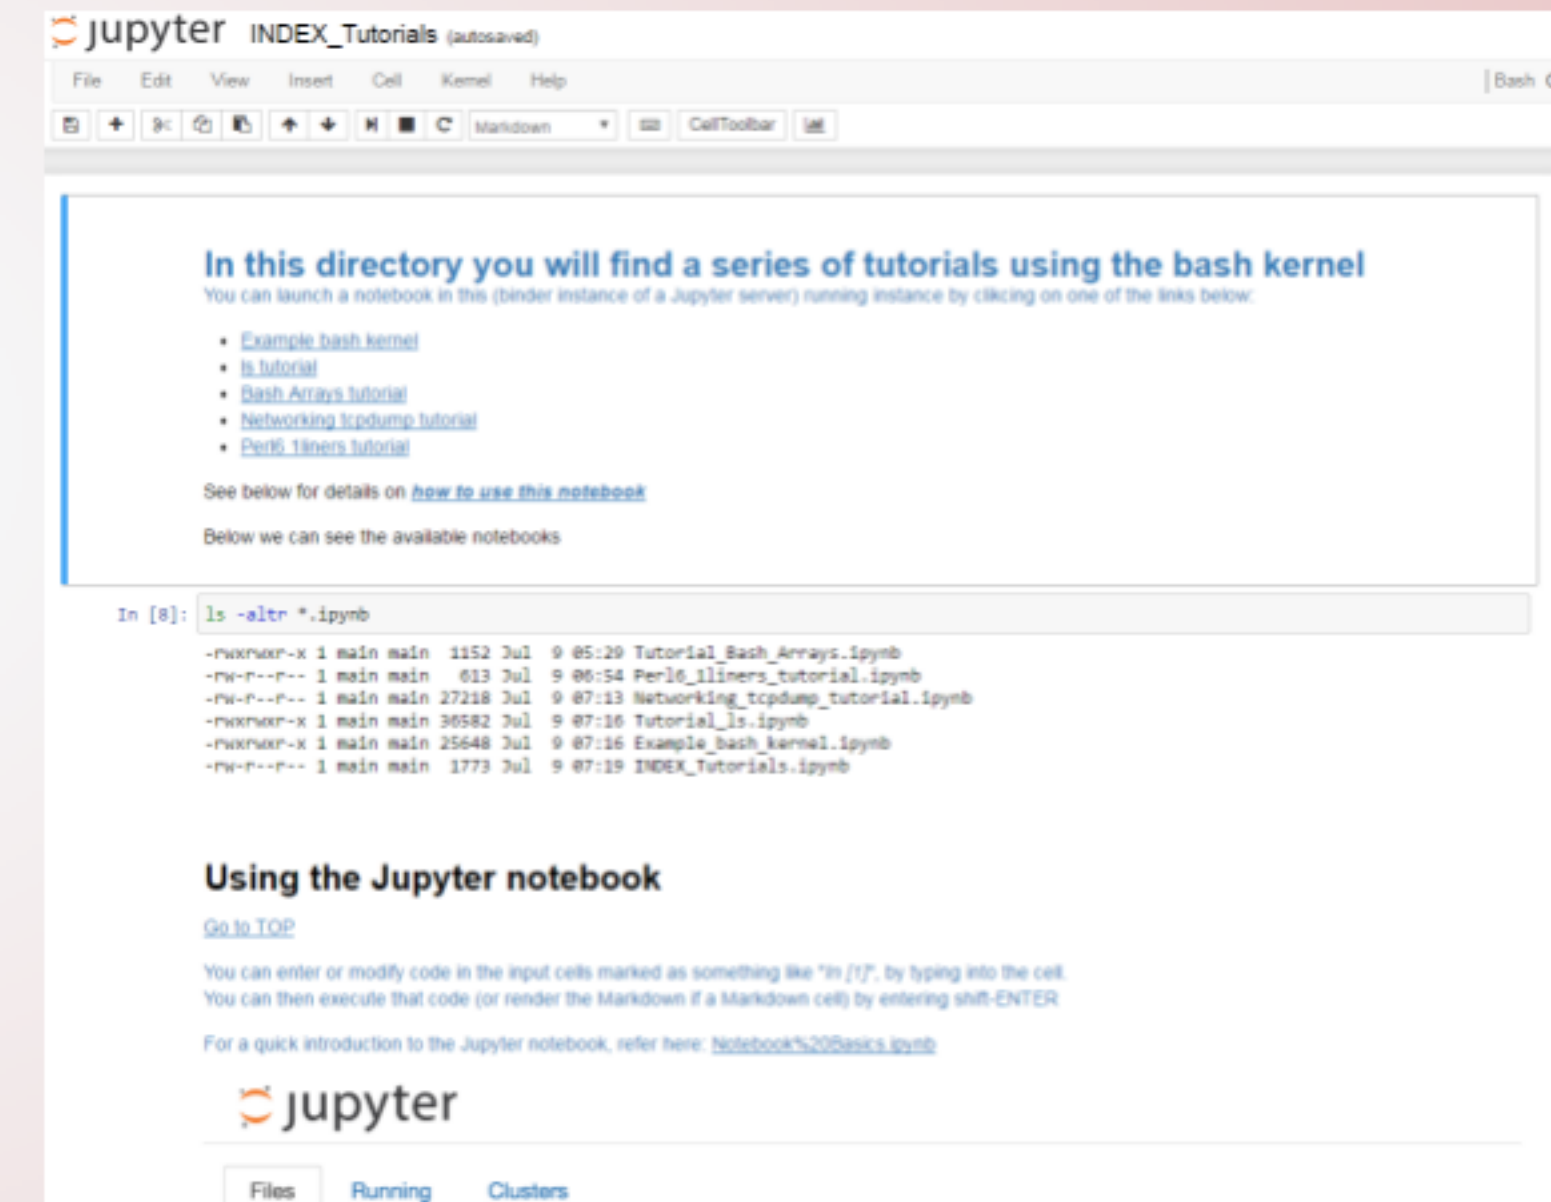 jupyter INDEX_Tutorials (autosaved)
File Edit View Insert Cell Kernel Help Bash
Markdown CellToolbar
In this directory you will find a series of tutorials using the bash kernel
You can launch a notebook in this (binder instance of a Jupyter server) running instance by clikcing on one of the links below:
• Example bash kernel
• ls tutorial
• Bash Arrays tutorial
• Networking tcpdump tutorial
• Perl6 1liners tutorial
See below for details on how to use this notebook
Below we can see the available notebooks
In [8]: ls -altr *.ipynb
-rwxrwxr-x 1 main main 1152 Jul 9 05:29 Tutorial_Bash_Arrays.ipynb
-rw-r--r-- 1 main main 613 Jul 9 06:54 Perl6_1liners_tutorial.ipynb
-rw-r--r-- 1 main main 27218 Jul 9 07:13 Networking_tcpdump_tutorial.ipynb
-rwxrwxr-x 1 main main 36582 Jul 9 07:16 Tutorial_ls.ipynb
-rwxrwxr-x 1 main main 25648 Jul 9 07:16 Example_bash_kernel.ipynb
-rw-r--r-- 1 main main 1773 Jul 9 07:19 INDEX_Tutorials.ipynb
Using the Jupyter notebook
Go to TOP
You can enter or modify code in the input cells marked as something like "In [1]", by typing into the cell.
You can then execute that code (or render the Markdown if a Markdown cell) by entering shift-ENTER
For a quick introduction to the Jupyter notebook, refer here: Notebook%20Basics.ipynb
jupyter
Files Running Clusters